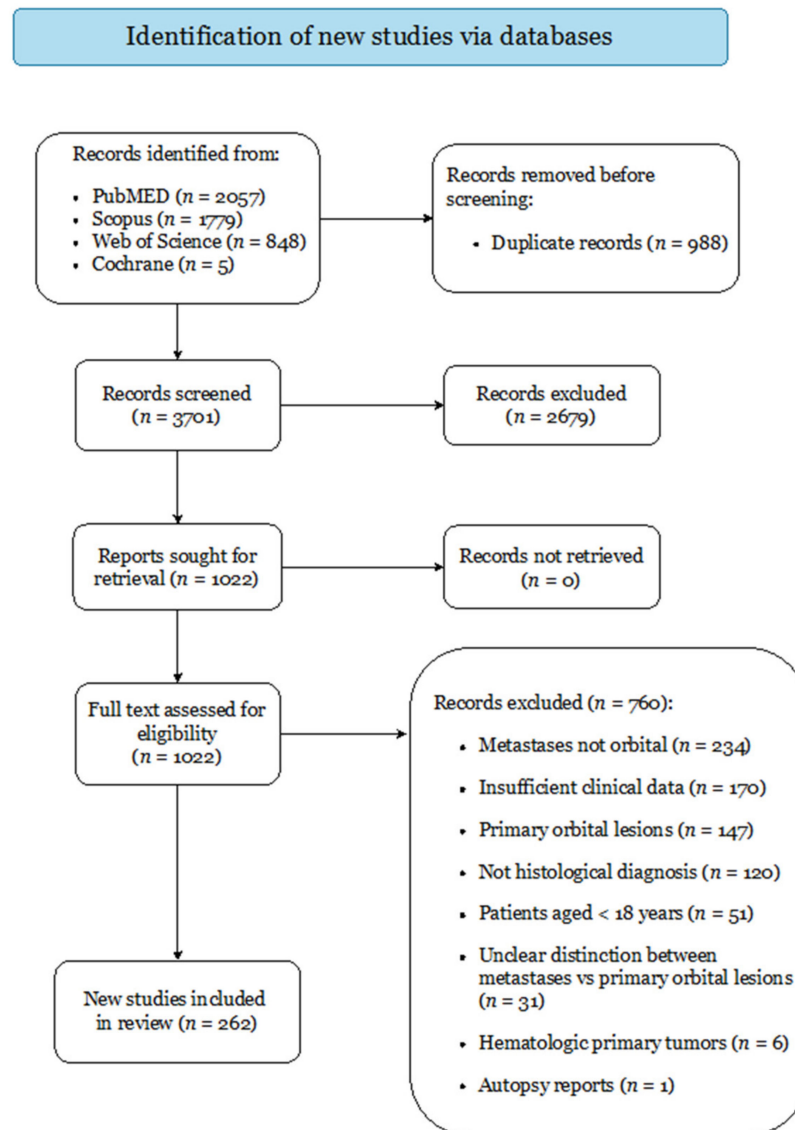 Identification of new studies via databases
Records identified from:
• PubMED (n = 2057)
• Scopus (n = 1779)
• Web of Science (n = 848)
• Cochrane (n = 5)
Records removed before
screening:
• Duplicate records (n = 988)
Records screened
(n = 3701)
Records excluded
(n = 2679)
Reports sought for
retrieval (n = 1022)
Records not retrieved
(n = 0)
Full text assessed for
eligibility
(n = 1022)
Records excluded (n = 760):
• Metastases not orbital (n = 234)
• Insufficient clinical data (n = 170)
• Primary orbital lesions (n = 147)
• Not histological diagnosis (n = 120)
• Patients aged < 18 years (n = 51)
• Unclear distinction between
metastases vs primary orbital lesions
(n = 31)
• Hematologic primary tumors (n = 6)
• Autopsy reports (n = 1)
New studies included
in review (n = 262)